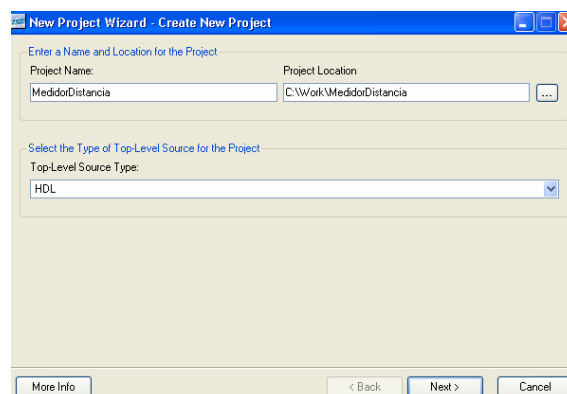 New Project Wizard - Create New Project
Enter a Name and Location for the Project
Project Name: Project Location
MedidorDistancia C:\Work\MedidorDistancia ...
Select the Type of Top-Level Source for the Project
Top-Level Source Type:
HDL
More Info < Back Next > Cancel